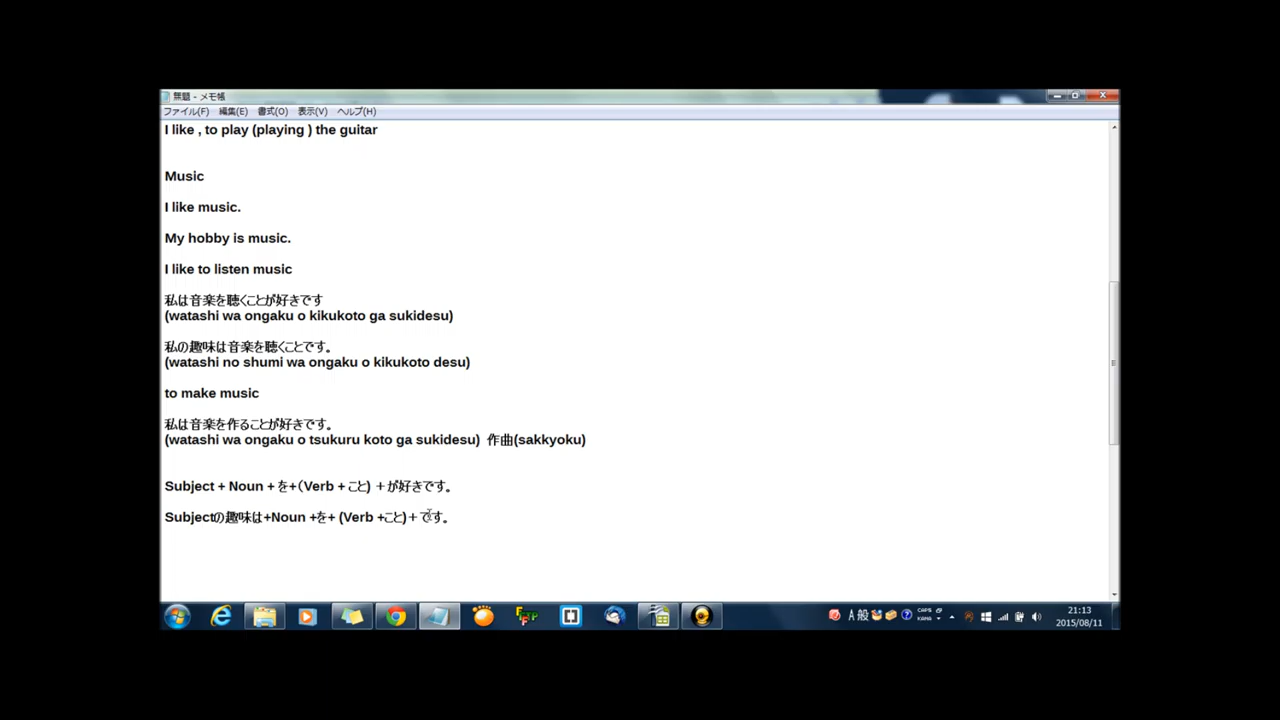 無題 - メモ帳
ファイル(F) 編集(E) 書式(O) 表示(V) ヘルプ(H)
I like , to play (playing ) the guitar
Music
I like music.
My hobby is music.
I like to listen music
私は音楽を聴くことが好きです
(watashi wa ongaku o kikukoto ga sukidesu)
私の趣味は音楽を聴くことです。
(watashi no shumi wa ongaku o kikukoto desu)
to make music
私は音楽を作ることが好きです。
(watashi wa ongaku o tsukuru koto ga sukidesu) 作曲(sakkyoku)
Subject + Noun + を+（Verb + こと) ＋が好きです。
Subjectの趣味は+Noun +を+ (Verb +こと)＋です。
A 般 CAPS KANA 21:13
2015/08/11